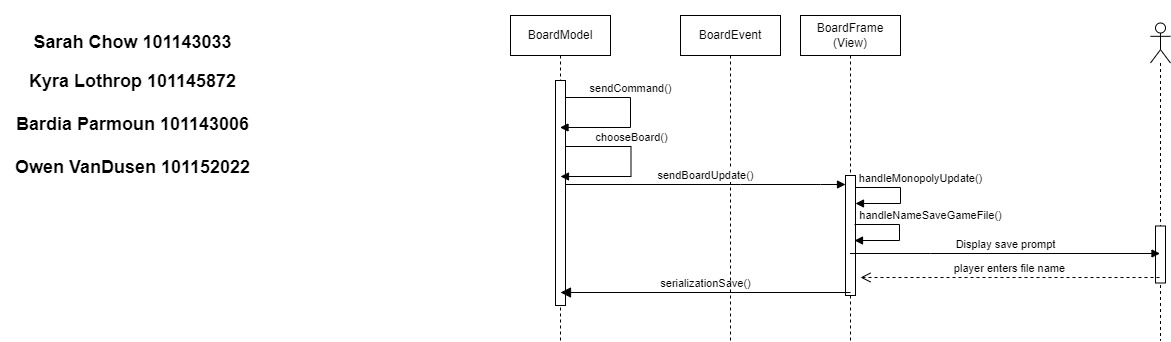 Sarah Chow 101143033
Kyra Lothrop 101145872
Bardia Parmoun 101143006
Owen VanDusen 101152022
BoardModel
BoardEvent
BoardFrame
(View)
sendCommand()
chooseBoard()
sendBoardUpdate()
handleMonopolyUpdate()
handleNameSaveGameFile()
Display save prompt
player enters file name
serializationSave()